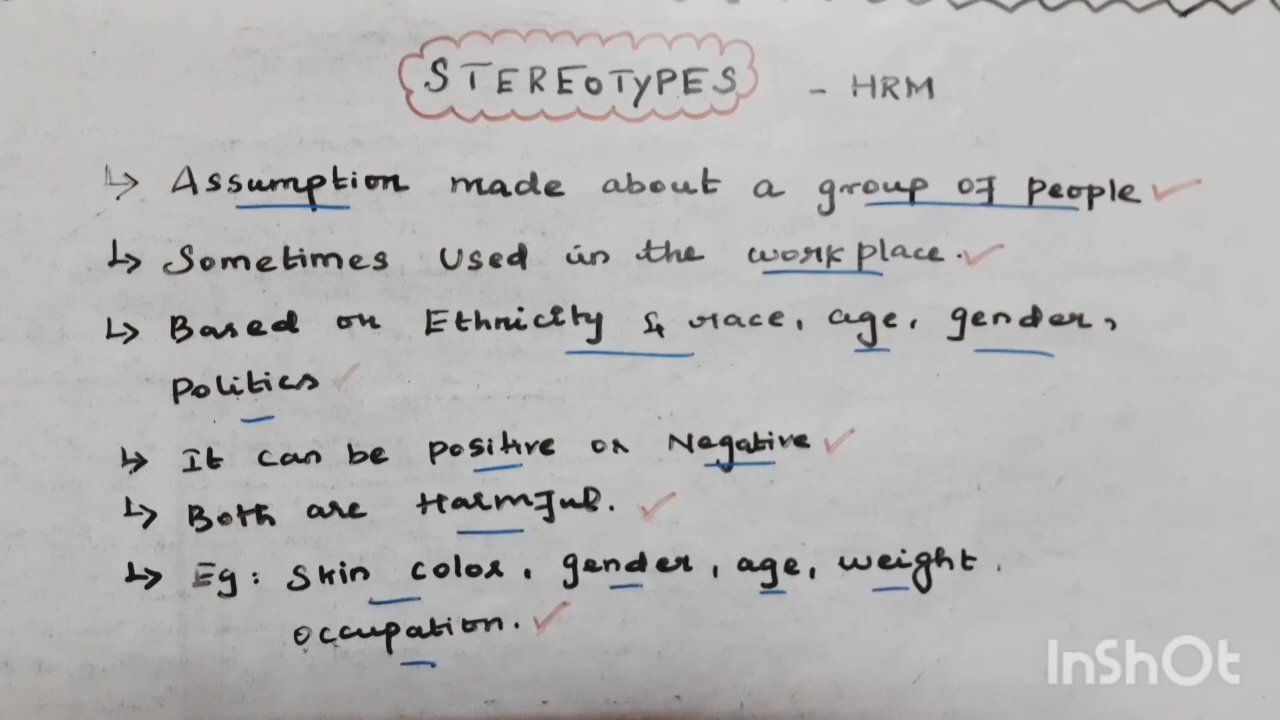 STEREOTYPES - HRM
↳ Assumption made about a group of people ✓
↳ Sometimes used in the workplace. ✓
↳ Based on Ethnicity & race, age, gender,
politics ✓
↳ It can be positive or Negative ✓
↳ Both are Harmful. ✓
↳ Eg: Skin color, gender, age, weight,
occupation. ✓
InShOt